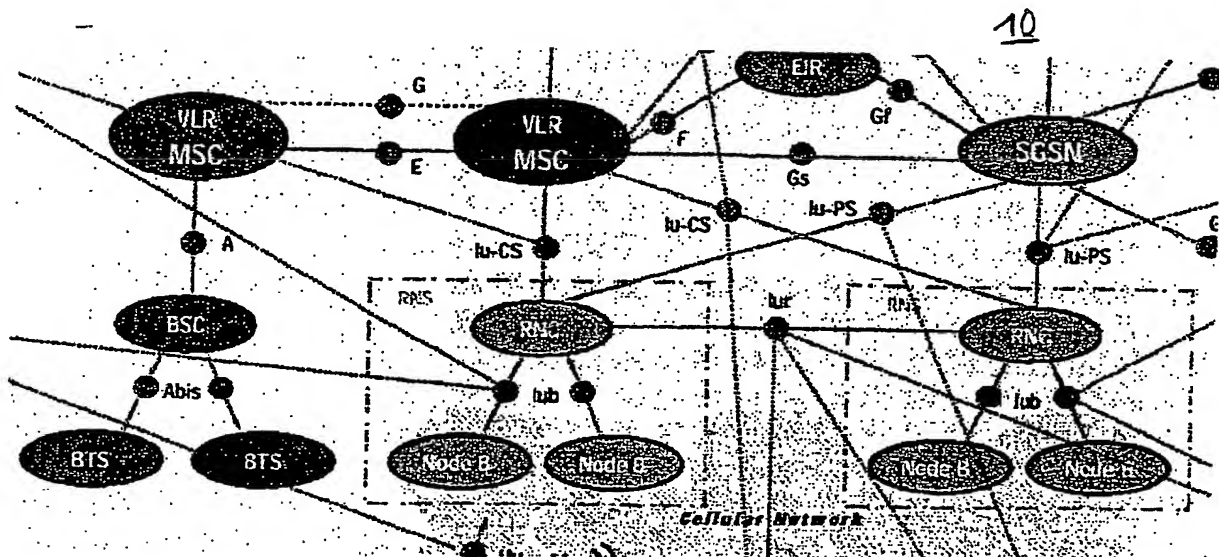 10
EIR
G
VLR
MSC
VLR
MSC
F
Gf
SGSN
E
Gs
A
Iu-CS
Iu-CS
Iu-PS
Iu-PS
G
RNS
Iur
BSC
RNC
RNC
Abis
Iub
Iub
BTS
BTS
Node B
Node B
Node B
Node B
Cellular Network